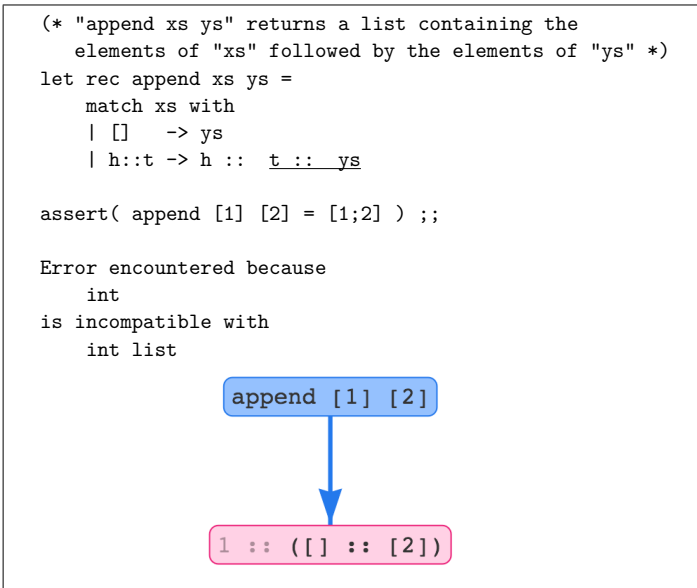 (* "append xs ys" returns a list containing the
   elements of "xs" followed by the elements of "ys" *)
let rec append xs ys =
    match xs with
    | []   -> ys
    | h::t -> h ::  t ::  ys

assert( append [1] [2] = [1;2] ) ;;

Error encountered because
    int
is incompatible with
    int list
append [1] [2]
1 :: ([] :: [2])